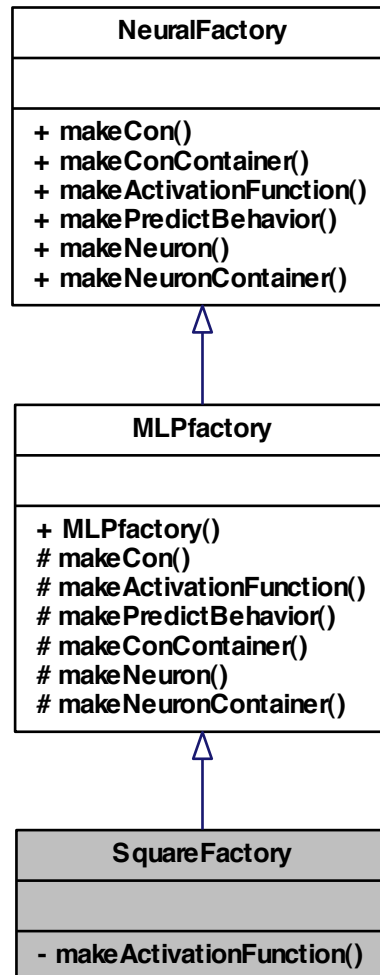 NeuralFactory
+ makeCon()
+ makeConContainer()
+ makeActivationFunction()
+ makePredictBehavior()
+ makeNeuron()
+ makeNeuronContainer()
MLPfactory
+ MLPfactory()
# makeCon()
# makeActivationFunction()
# makePredictBehavior()
# makeConContainer()
# makeNeuron()
# makeNeuronContainer()
SquareFactory
- makeActivationFunction()